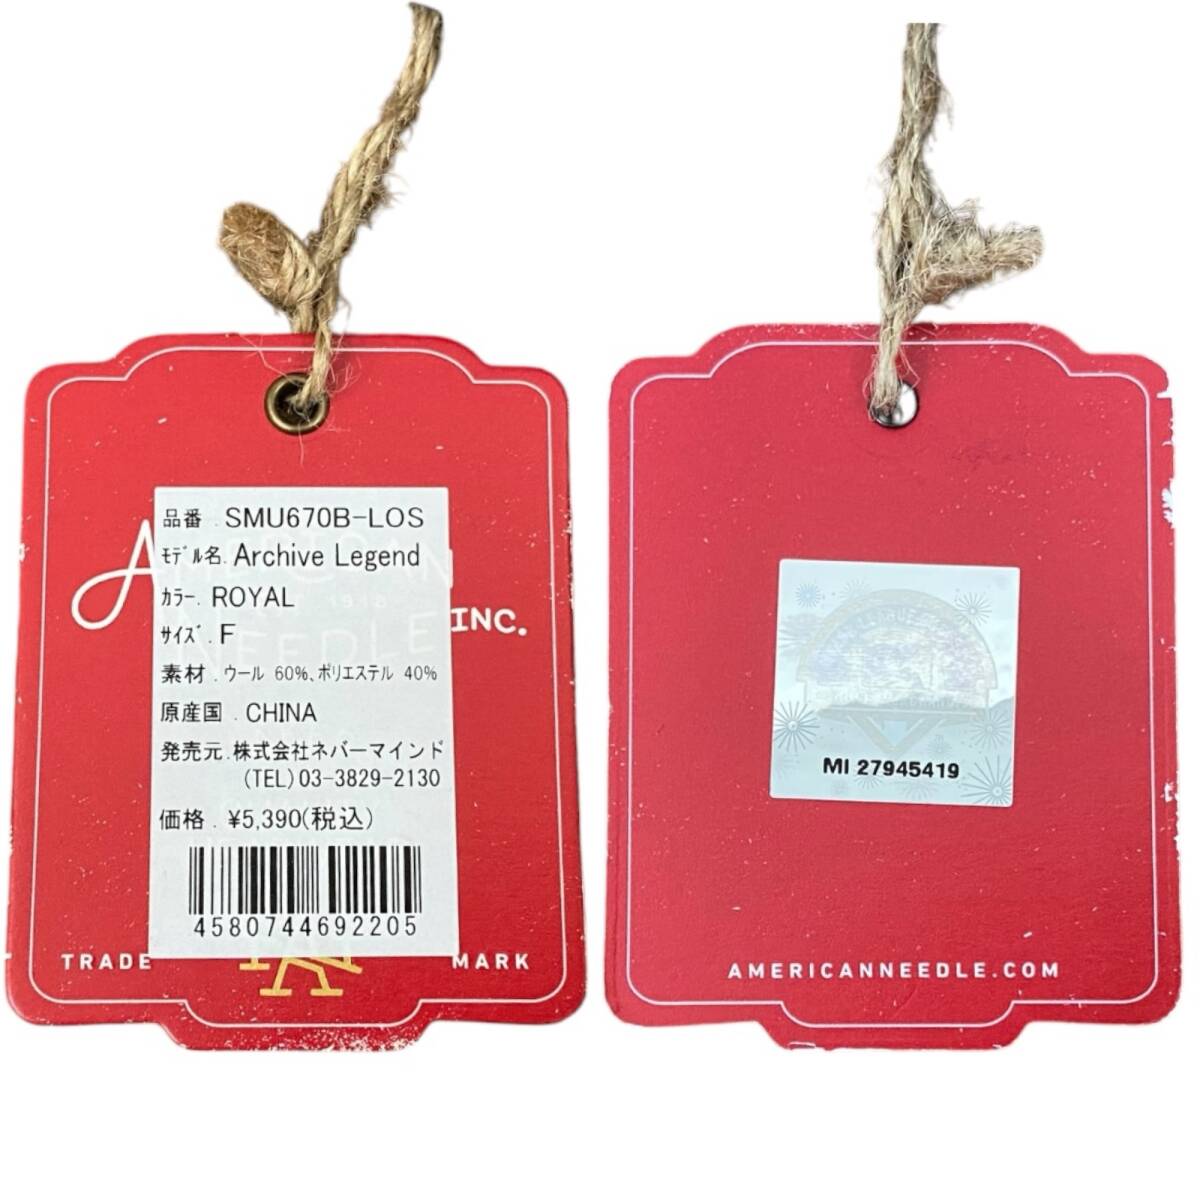 品番 . SMU670B-LOS
ﾓﾃﾞﾙ名. Archive Legend
ｶﾗｰ. ROYAL
ｻｲｽﾞ. F
素材 . ウール 60%、ポリエステル 40%
原産国 . CHINA
発売元 . 株式会社ネバーマインド
(TEL) 03-3829-2130
価格 . ¥5,390(税込)
4580744692205
AMERICAN
1918
NEEDLE INC.
TRADE MARK
MI 27945419
AMERICANNEEDLE.COM